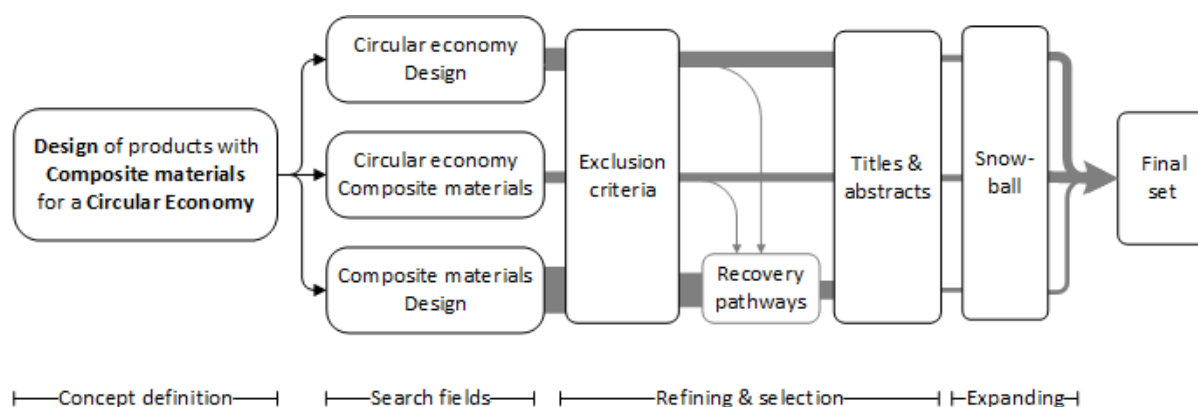 Design of products with
Composite materials
for a Circular Economy
Circular economy
Design
Circular economy
Composite materials
Composite materials
Design
Exclusion
criteria
Recovery
pathways
Titles &
abstracts
Snow-
ball
Final
set
Concept definition
Search fields
Refining & selection
Expanding